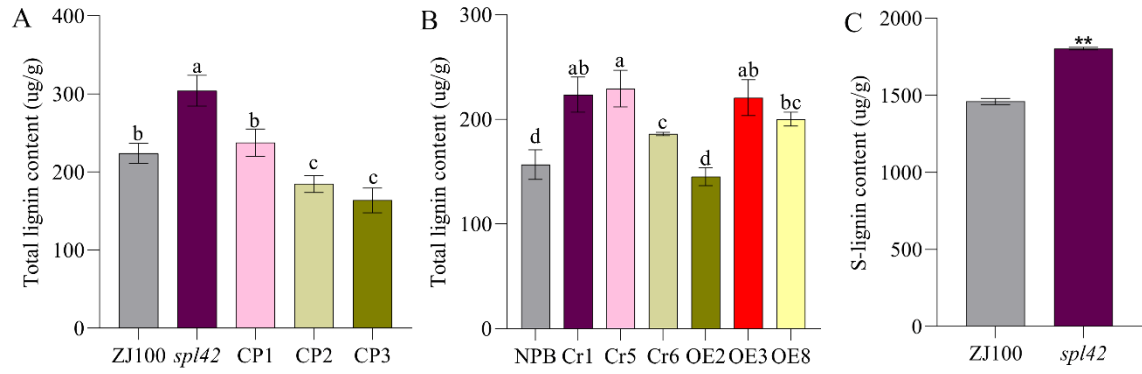 A
Total lignin content (ug/g)
400
300
200
100
0
b
a
b
c
c
ZJ100 spl42 CP1 CP2 CP3
B
Total lignin content (ug/g)
300
200
100
0
d
ab
a
c
d
ab
bc
NPB Cr1 Cr5 Cr6 OE2 OE3 OE8
C
S-lignin content (ug/g)
2000
1500
1000
500
0
**
ZJ100 spl42